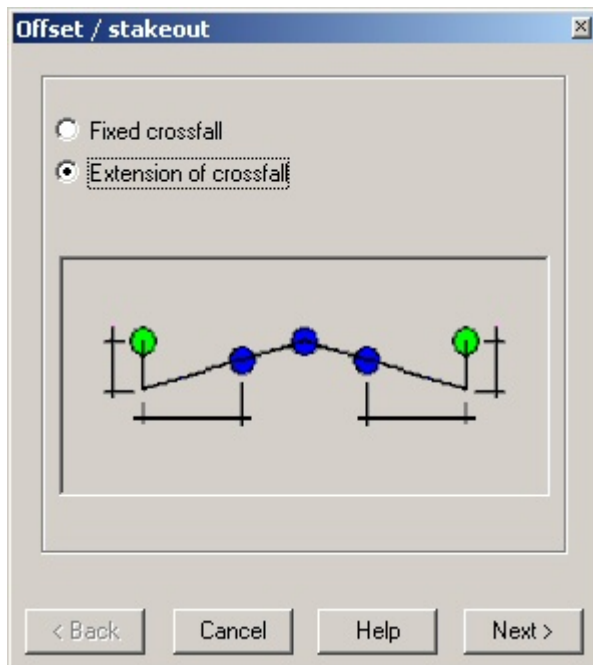 Offset / stakeout
Fixed crossfall
Extension of crossfall
< Back Cancel Help Next >